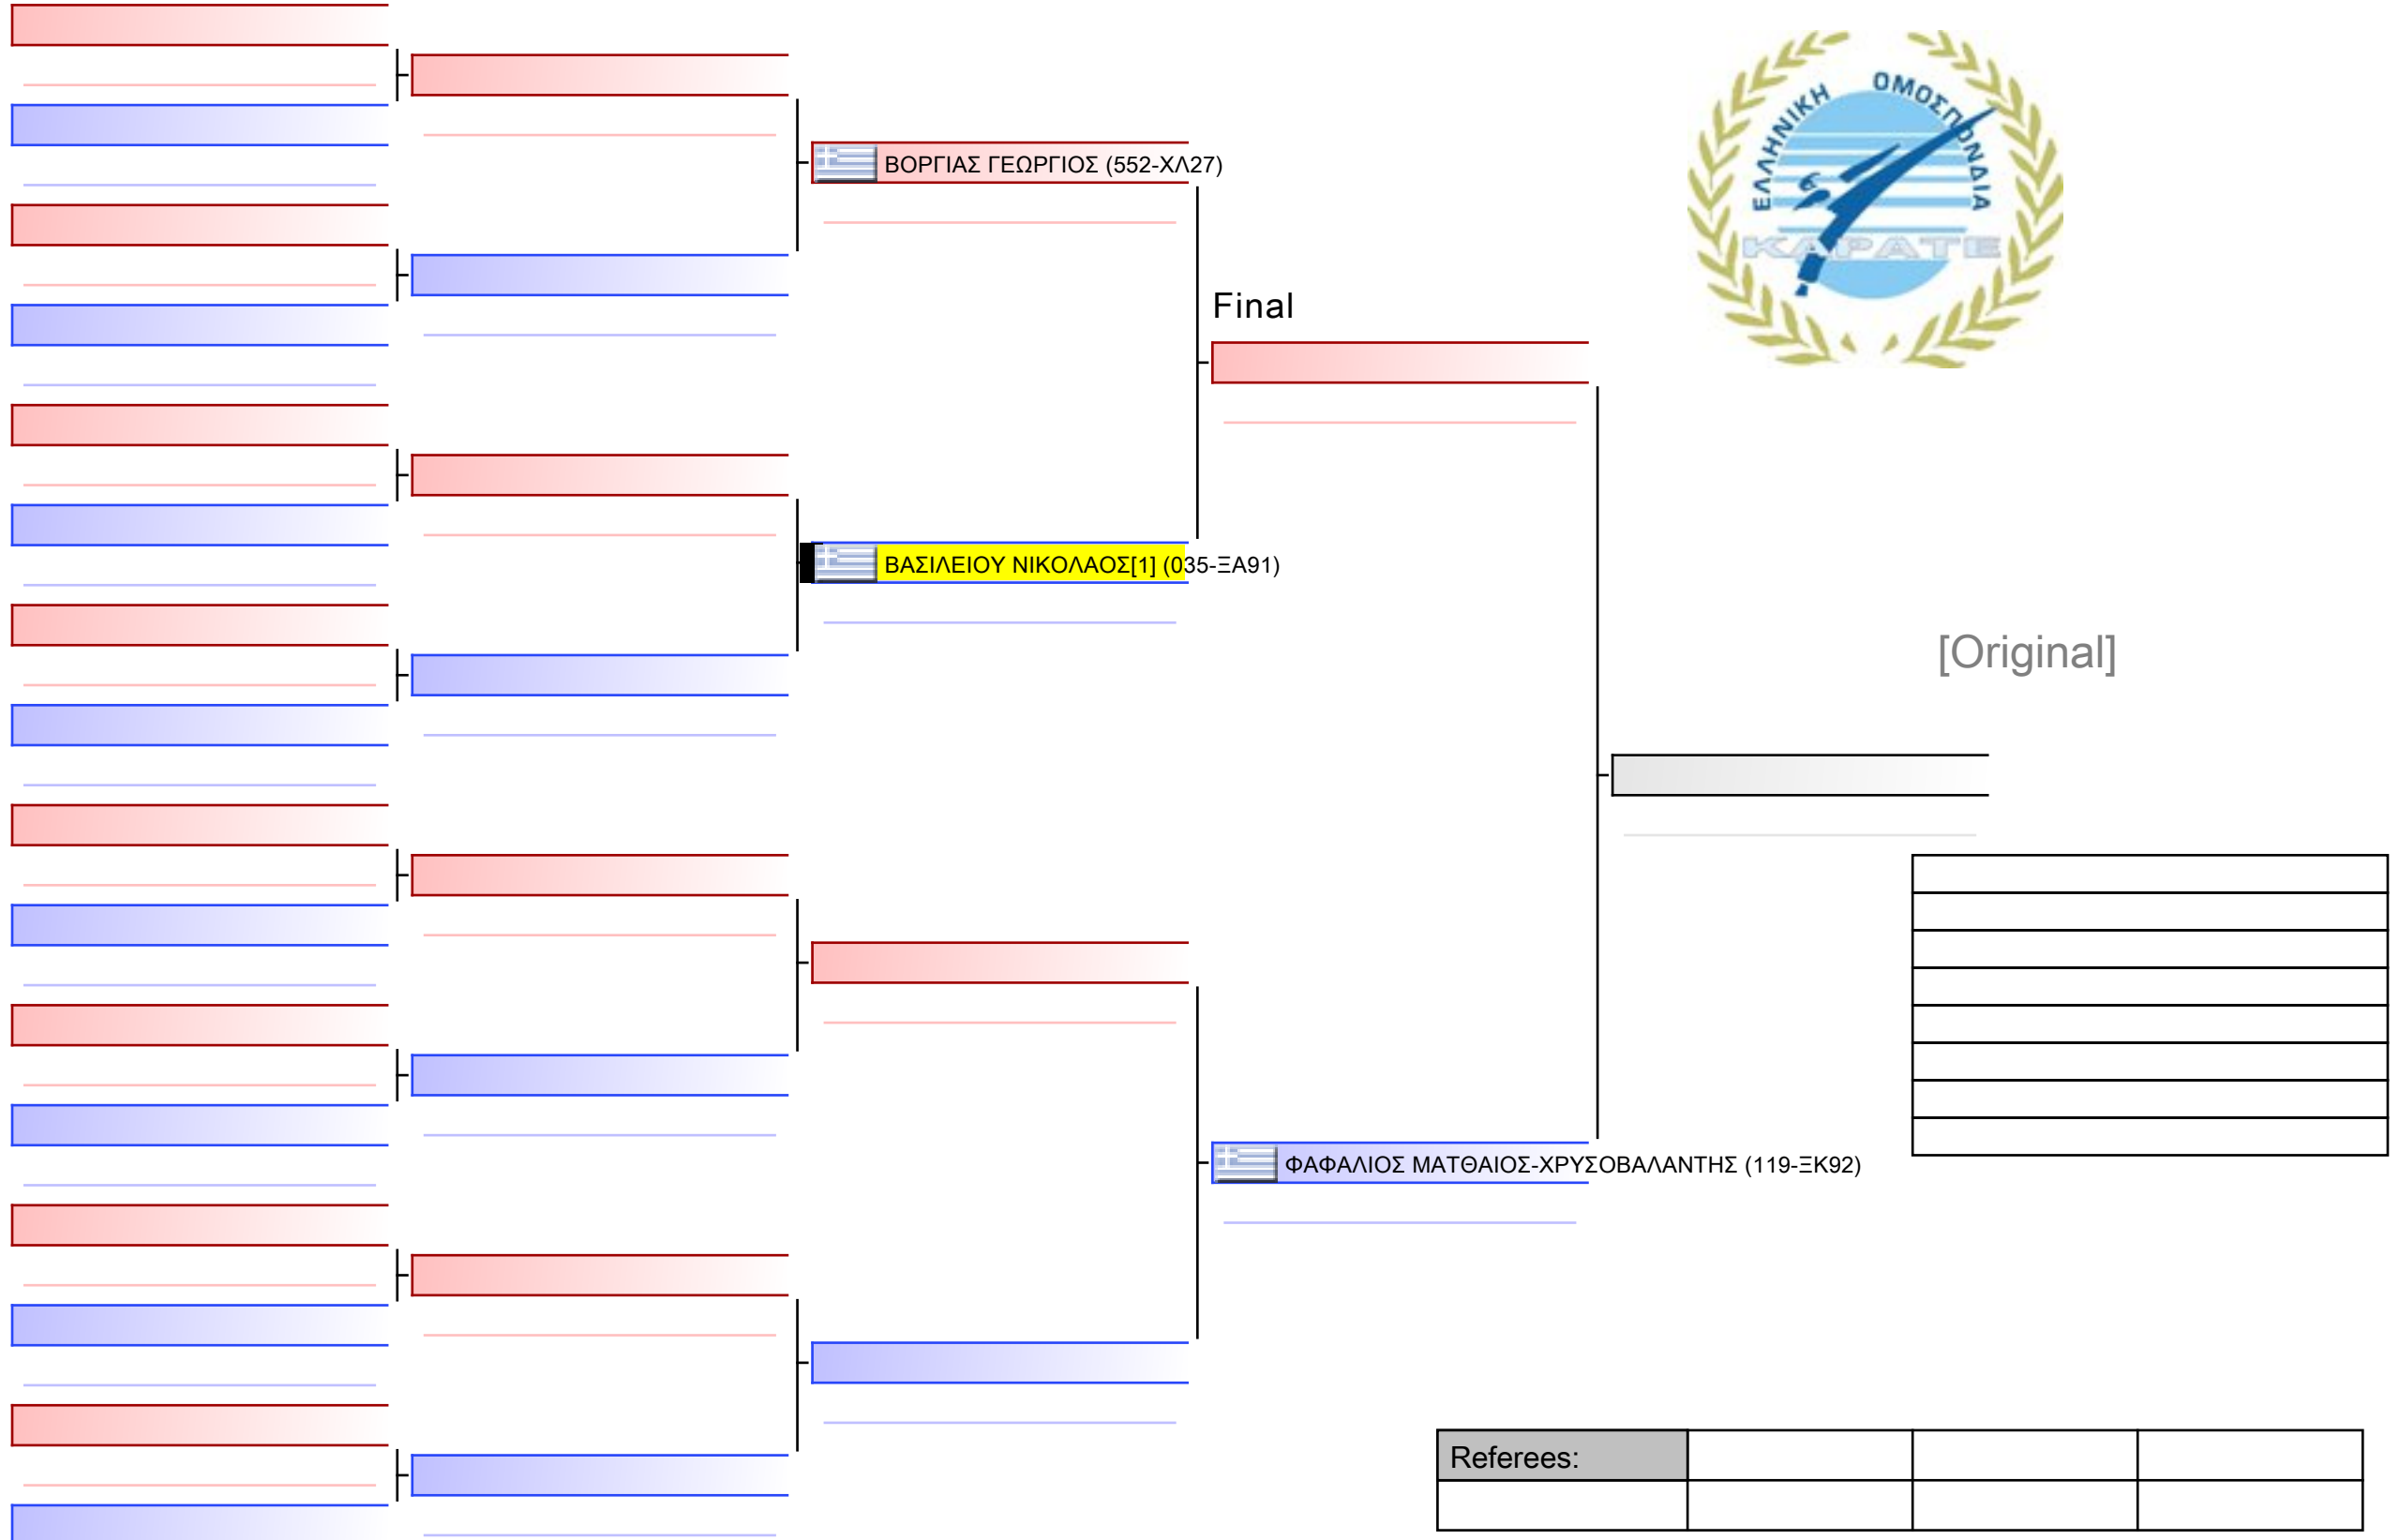 ΕΛΛΗΝΙΚΗ ΟΜΟΣΠΟΝΔΙΑ
ΚΑΡΑΤΕ
ΒΟΡΓΙΑΣ ΓΕΩΡΓΙΟΣ (552-ΧΛ27)
Final
ΒΑΣΙΛΕΙΟΥ ΝΙΚΟΛΑΟΣ[1] (035-ΞΑ91)
[Original]
ΦΑΦΑΛΙΟΣ ΜΑΤΘΑΙΟΣ-ΧΡΥΣΟΒΑΛΑΝΤΗΣ (119-ΞΚ92)
Referees: